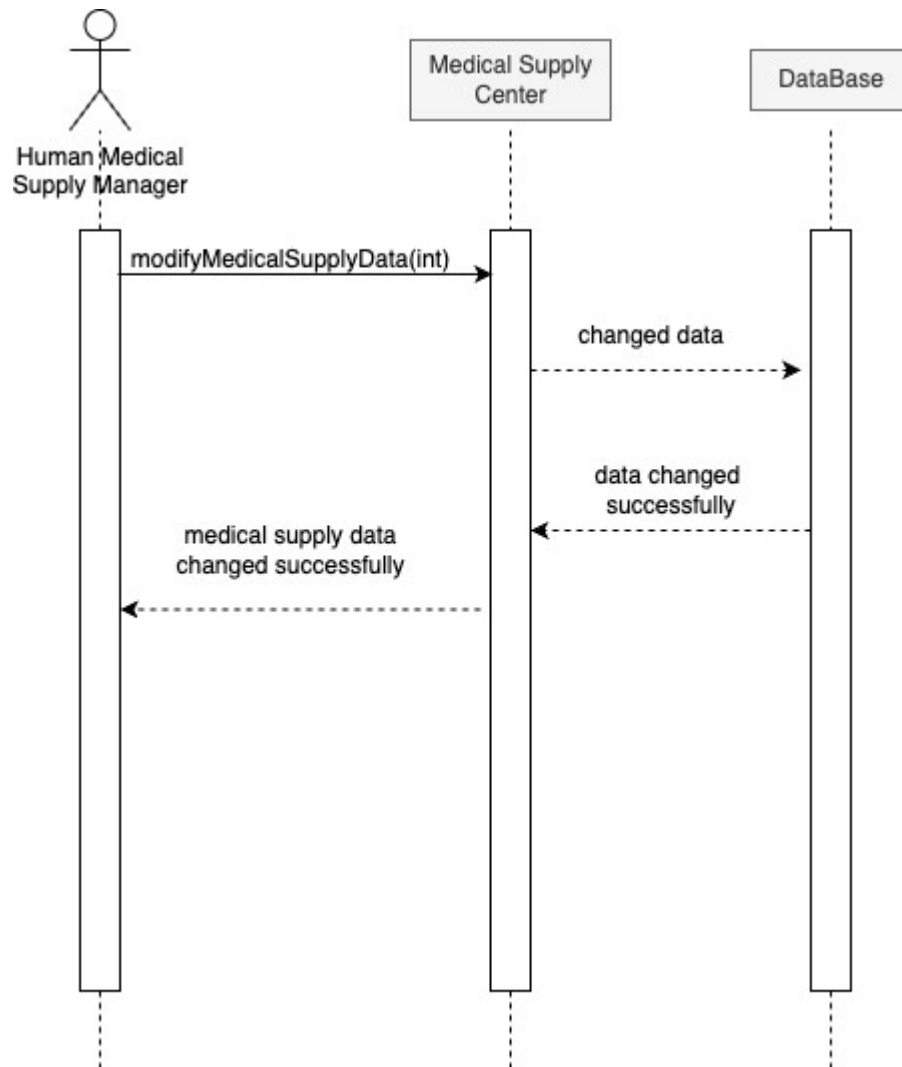 Medical Supply
Center
DataBase
Human Medical
Supply Manager
modifyMedicalSupplyData(int)
changed data
data changed
successfully
medical supply data
changed successfully